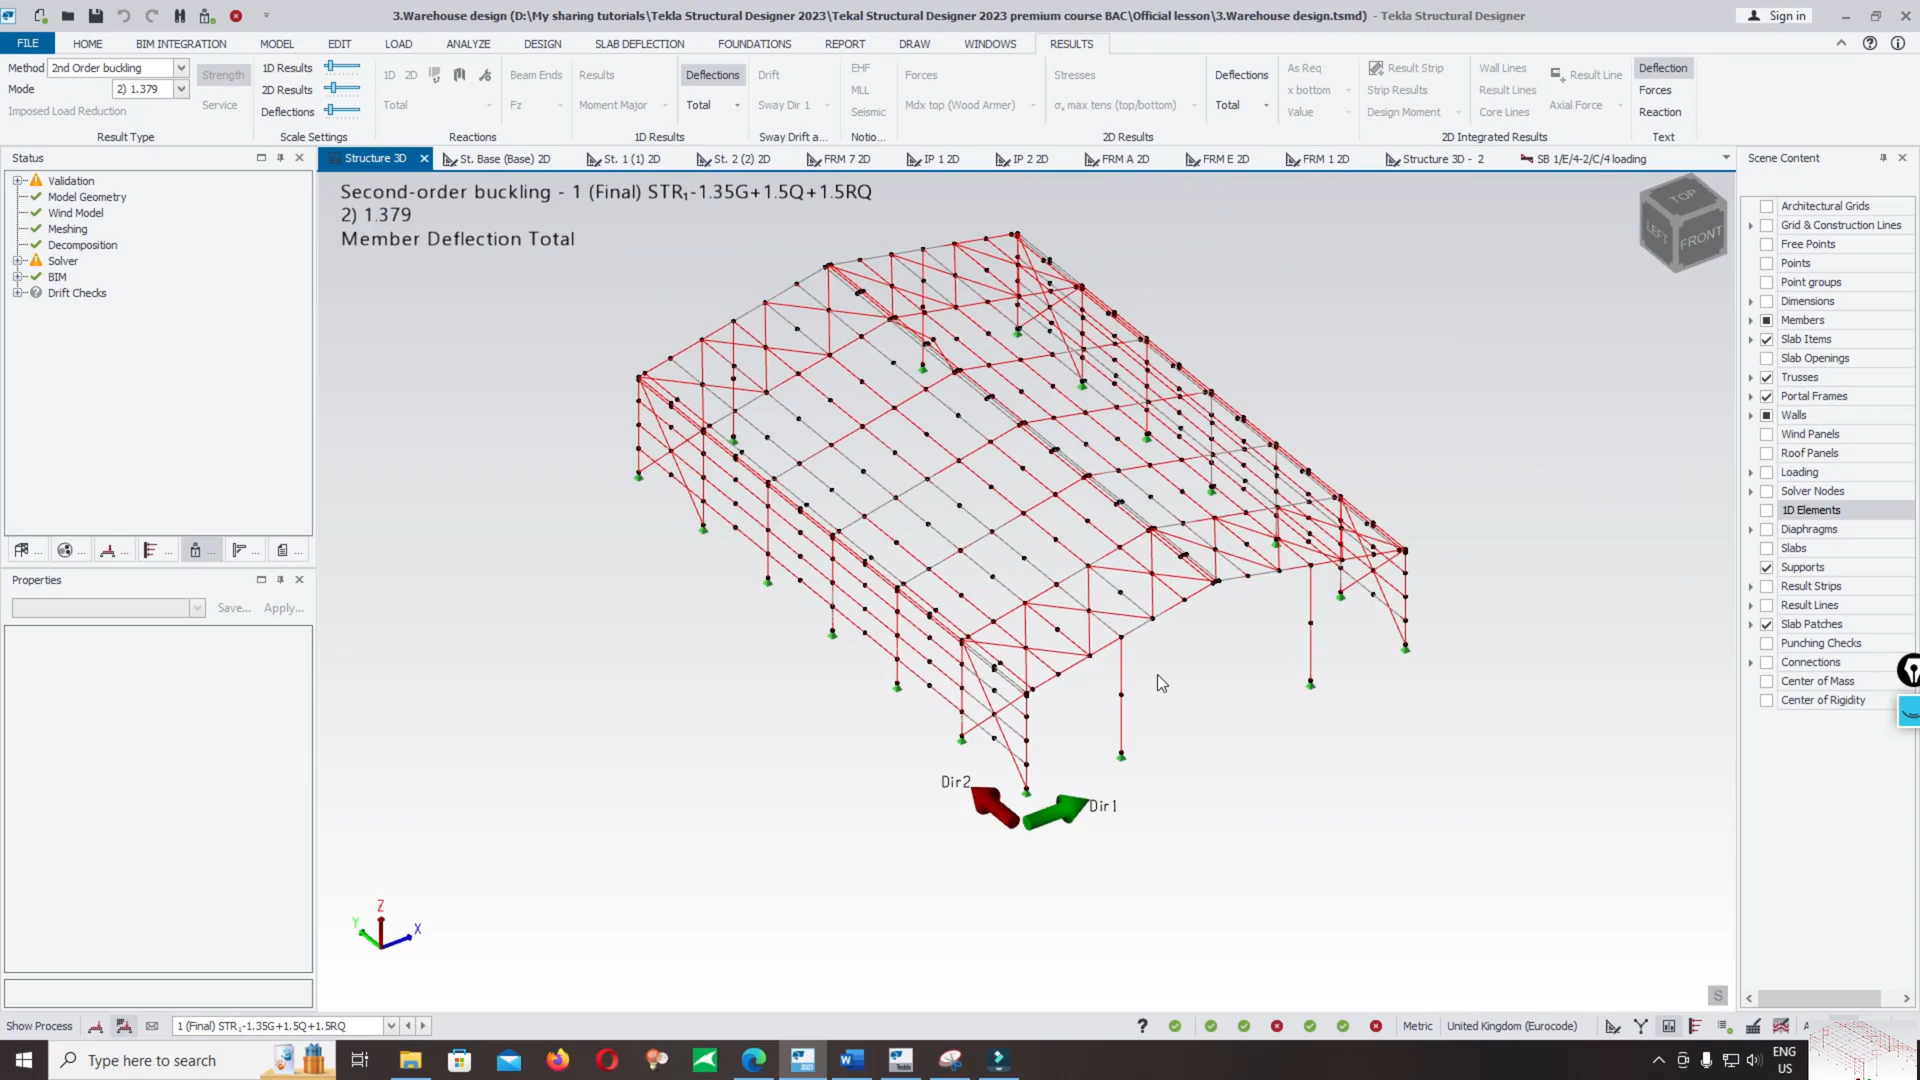 3.Warehouse design (D:\My sharing tutorials\Tekla Structural Designer 2023\Tekal Structural Designer 2023 premium course BAC\Official lesson\3.Warehouse design.tsmd) - Tekla Structural Designer
Sign in
FILE HOME BIM INTEGRATION MODEL EDIT LOAD ANALYZE DESIGN SLAB DEFLECTION FOUNDATIONS REPORT DRAW WINDOWS RESULTS
Method 2nd Order buckling Strength 1D Results 1D 2D Beam Ends Results Deflections Drift EHF Forces Stresses Deflections As Req Result Strip Wall Lines Result Line Deflection
Mode 2) 1.379 Service 2D Results Total Fz Moment Major Total Sway Dir 1 MLL Mdx top (Wood Armer) σx max tens (top/bottom) Total x bottom Strip Results Result Lines Axial Force Forces
Imposed Load Reduction Deflections Seismic Value Design Moment Core Lines Reaction
Result Type Scale Settings Reactions 1D Results Sway Drift a... Notio... 2D Results 2D Integrated Results Text
Status
Structure 3D St. Base (Base) 2D St. 1 (1) 2D St. 2 (2) 2D FRM 7 2D IP 1 2D IP 2 2D FRM A 2D FRM E 2D FRM 1 2D Structure 3D - 2 SB 1/E/4-2/C/4 loading
Scene Content
Validation
Model Geometry
Wind Model
Meshing
Decomposition
Solver
BIM
Drift Checks
Properties
Save... Apply...
Second-order buckling - 1 (Final) STR₁-1.35G+1.5Q+1.5RQ
2) 1.379
Member Deflection Total
TOP
LEFT
FRONT
Dir2
Dir1
Z
Y
X
S
Architectural Grids
Grid & Construction Lines
Free Points
Points
Point groups
Dimensions
Members
Slab Items
Slab Openings
Trusses
Portal Frames
Walls
Wind Panels
Roof Panels
Loading
Solver Nodes
1D Elements
Diaphragms
Slabs
Supports
Result Strips
Result Lines
Slab Patches
Punching Checks
Connections
Center of Mass
Center of Rigidity
Show Process 1 (Final) STR₁-1.35G+1.5Q+1.5RQ Metric United Kingdom (Eurocode)
Type here to search
ENG
US